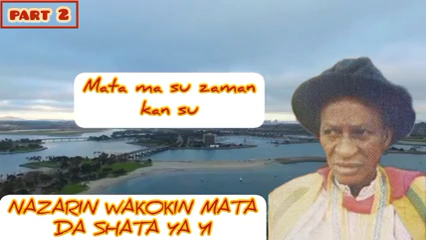 PART 2
Mata ma su zaman
kan su
NAZARIN WAKOKIN MATA
DA SHATA YA YI